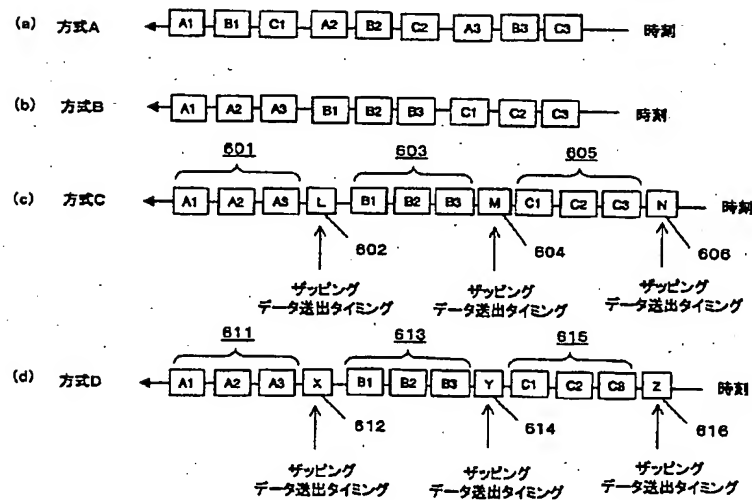 (a) 方式A A1 B1 C1 A2 B2 C2 A3 B3 C3 時刻
(b) 方式B A1 A2 A3 B1 B2 B3 C1 C2 C3 時刻
601 603 605
(c) 方式C A1 A2 A3 L B1 B2 B3 M C1 C2 C3 N 時刻
602 604 606
ザッピング ザッピング ザッピング
データ送出タイミング データ送出タイミング データ送出タイミング
611 613 615
(d) 方式D A1 A2 A3 X B1 B2 B3 Y C1 C2 C3 Z 時刻
612 614 616
ザッピング ザッピング ザッピング
データ送出タイミング データ送出タイミング データ送出タイミング